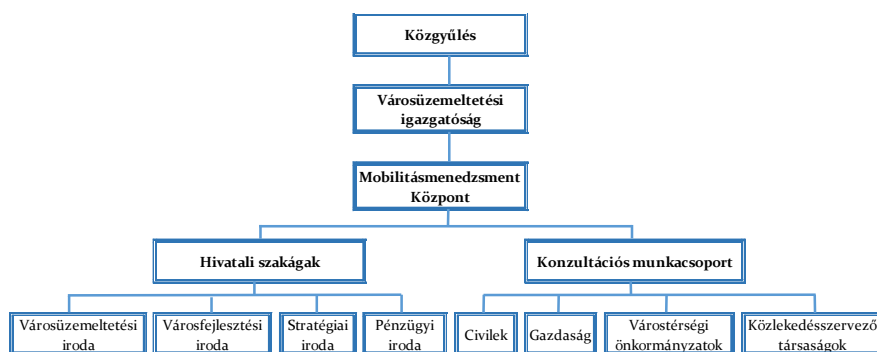 Közgyűlés
Városüzemeltetési
igazgatóság
Mobilitásmenedzsment
Központ
Hivatali szakágak
Konzultációs munkacsoport
Városüzemeltetési
iroda
Városfejlesztési
iroda
Stratégiai
iroda
Pénzügyi
iroda
Civilek
Gazdaság
Várostérségi
önkormányzatok
Közlekedésszervező
társaságok